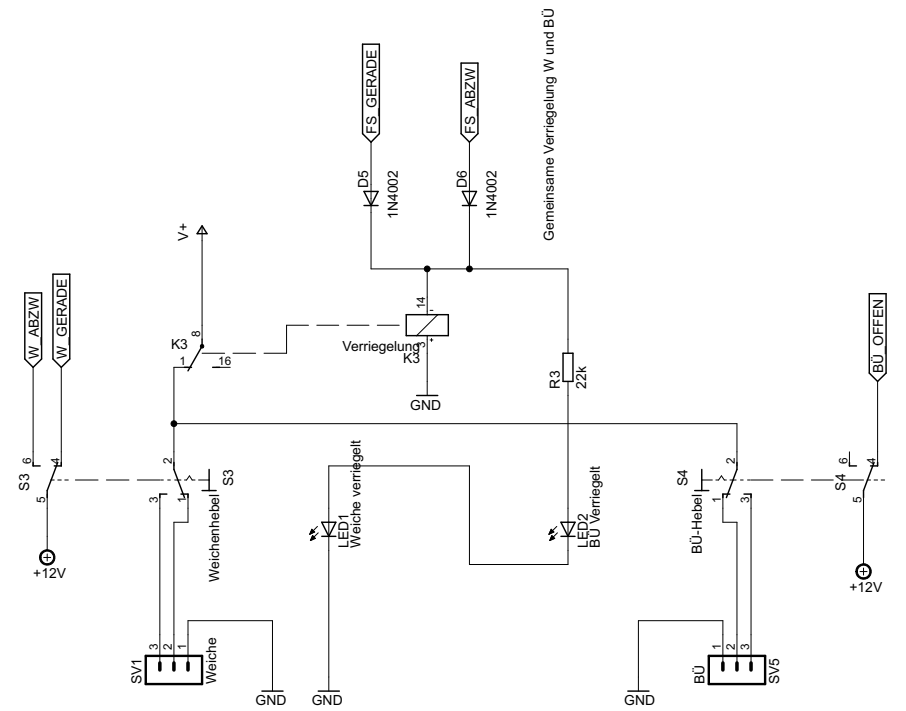 FS_GERADE
FS_ABZW
Gemeinsame Verriegelung W und BÜ
D5
1N4002
D6
1N4002
V+
W_ABZW
W_GERADE
BÜ_OFFEN
K3
8
1
16
14
-
+
3
Verriegelung
K3
GND
R3
22k
S3
6
4
5
+12V
2
S3
3
1
Weichenhebel
LED1
Weiche verriegelt
LED2
BÜ Verriegelt
S4
2
1
3
BÜ-Hebel
S4
6
4
5
+12V
SV1
3
2
1
Weiche
GND
GND
GND
BÜ
1
2
3
SV5